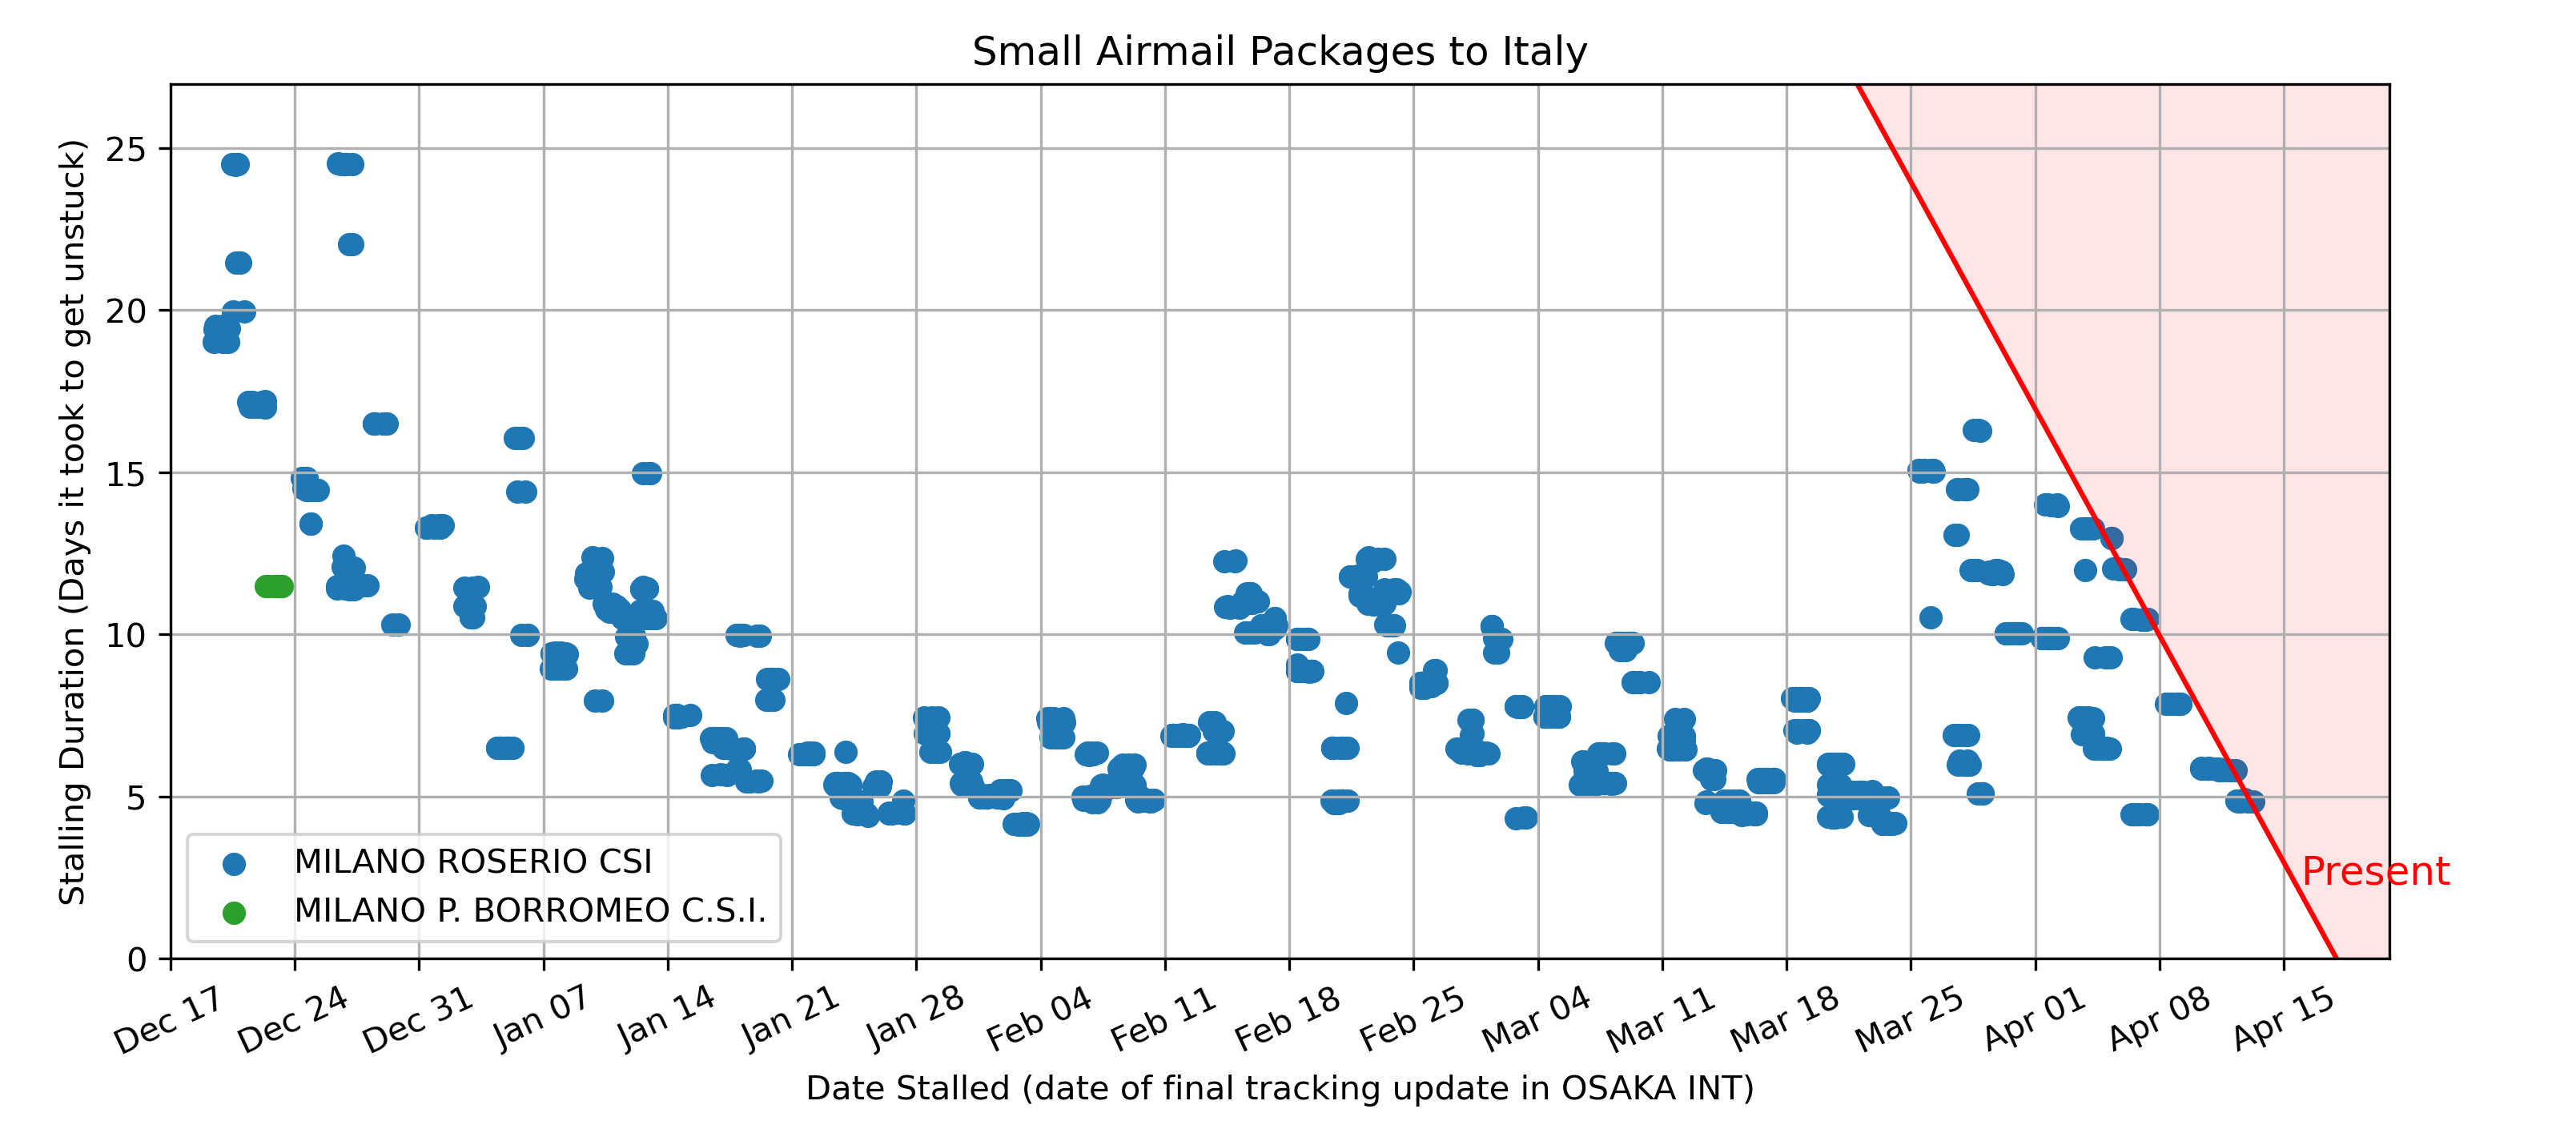 Small Airmail Packages to Italy
Stalling Duration (Days it took to get unstuck)
25
20
15
10
5
0
MILANO ROSERIO CSI
MILANO P. BORROMEO C.S.I.
Present
Dec 17
Dec 24
Dec 31
Jan 07
Jan 14
Jan 21
Jan 28
Feb 04
Feb 11
Feb 18
Feb 25
Mar 04
Mar 11
Mar 18
Mar 25
Apr 01
Apr 08
Apr 15
Date Stalled (date of final tracking update in OSAKA INT)